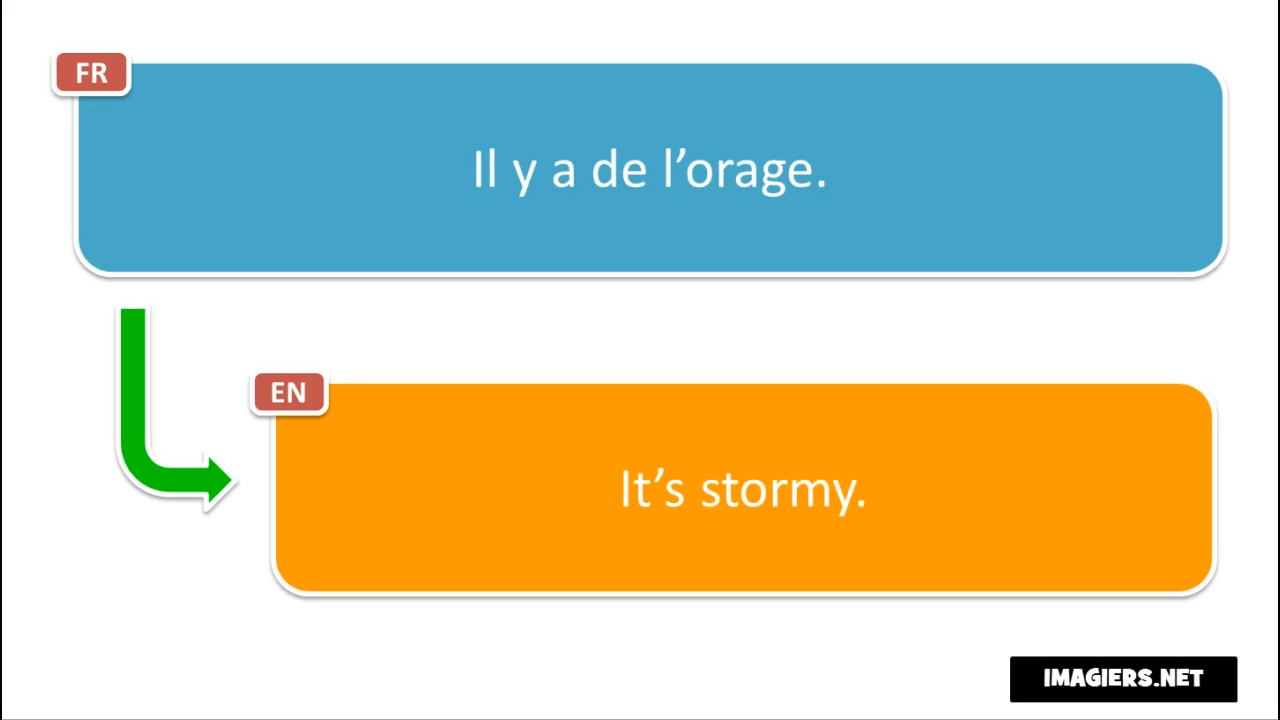 FR
Il y a de l’orage.
EN
It’s stormy.
IMAGIERS.NET